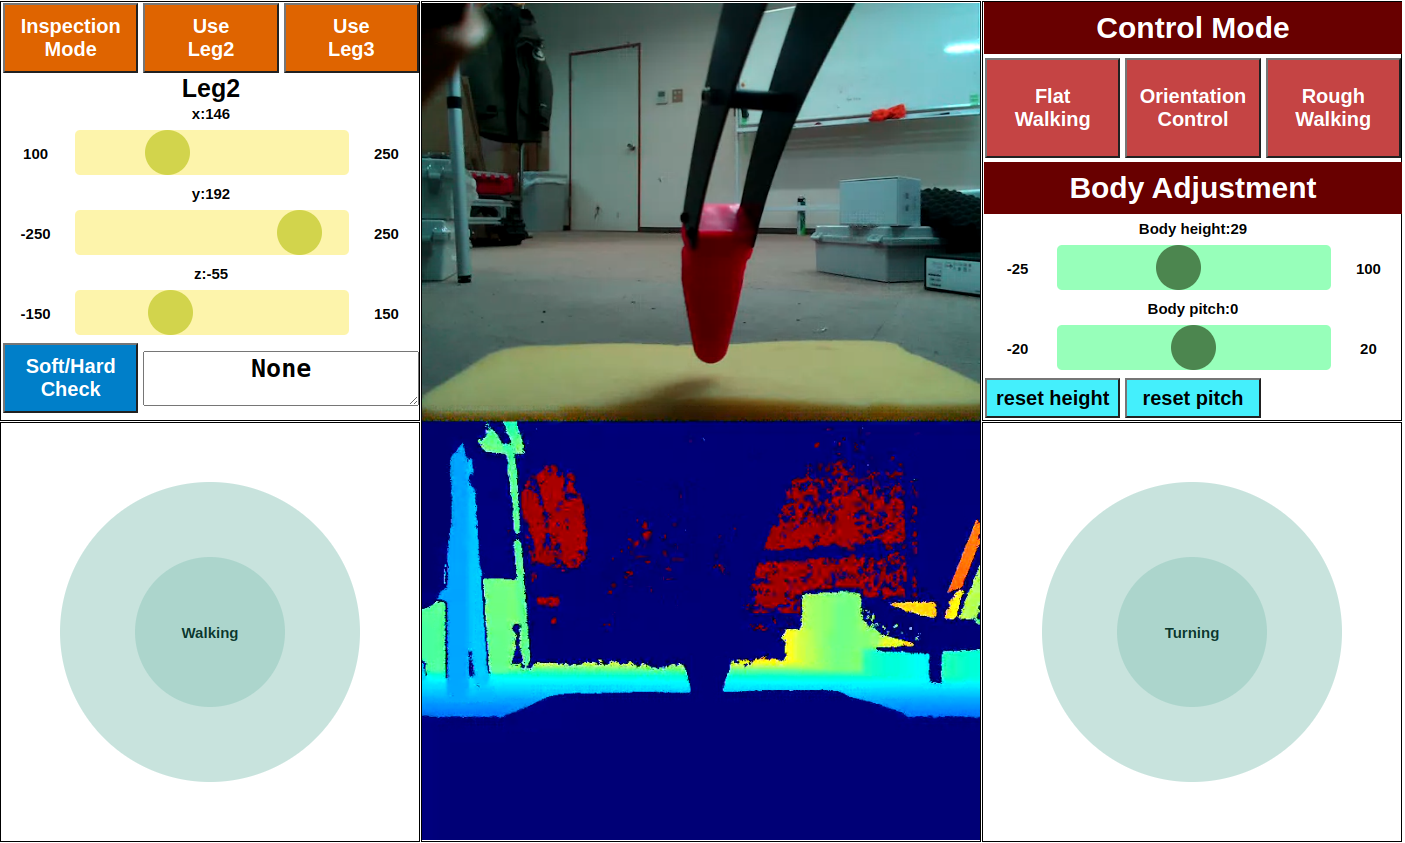 Inspection
Mode
Use
Leg2
Use
Leg3
Leg2
x:146
100
250
y:192
-250
250
z:-55
-150
150
Soft/Hard
Check
None
Control Mode
Flat
Walking
Orientation
Control
Rough
Walking
Body Adjustment
Body height:29
-25
100
Body pitch:0
-20
20
reset height
reset pitch
Walking
Turning